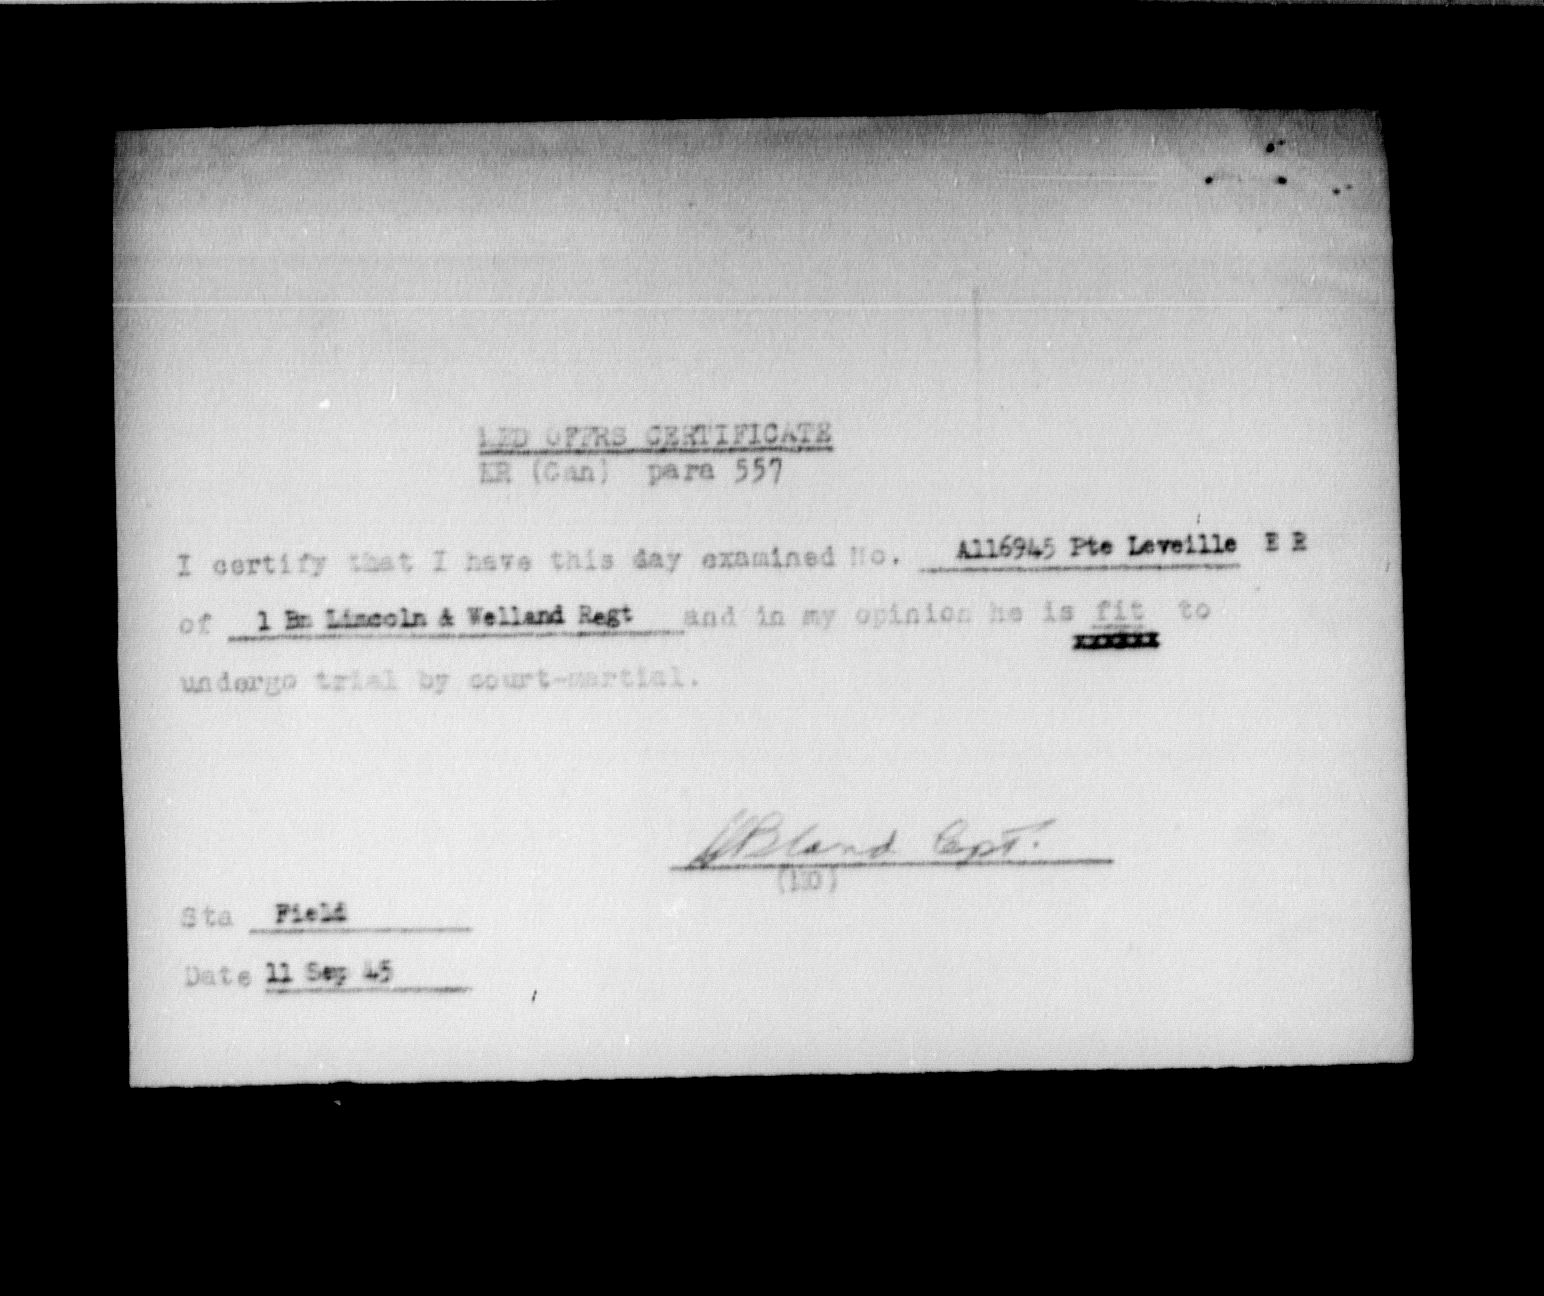 MED OFFRS CERTIFICATE
KR (Can) para 557
I certify that I have this day examined No. A116945 Pte Leveille E R
of 1 Bn Lincoln & Welland Regt and in my opinion he is fit to
xxxxxx
undergo trial by court-martial.
Bland Capt.
(MO)
Sta Field
Date 11 Sep 45